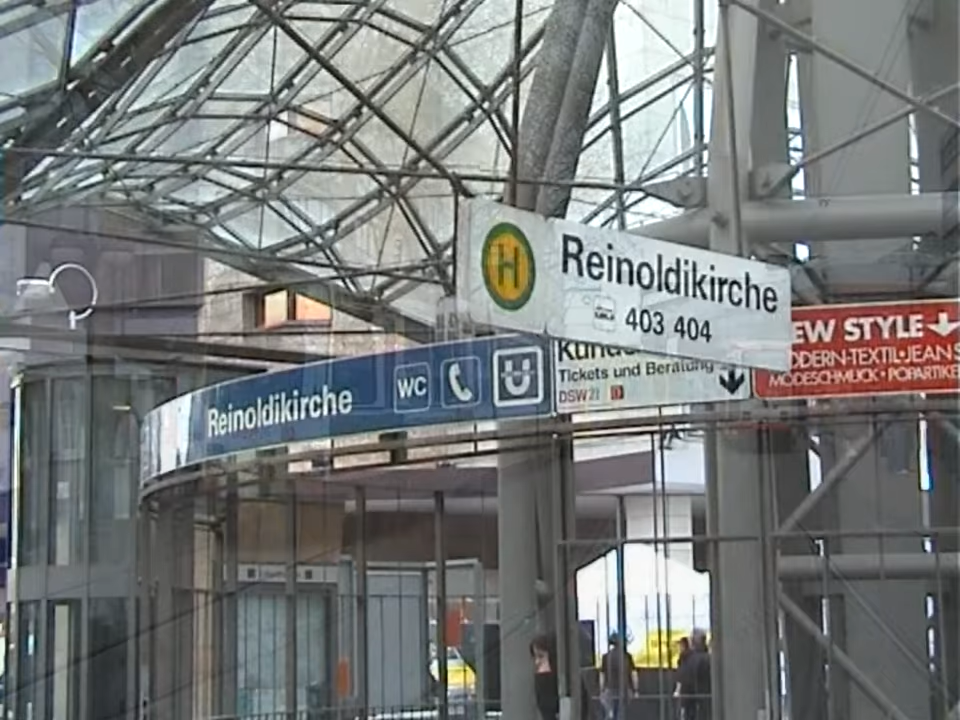 H
Reinoldikirche
403 404
Reinoldikirche
WC
U
Tickets und Beratung
DSW21
EW STYLE
ODERN-TEXTIL•JEANS
MODESCHMUCK•POPARTIKE